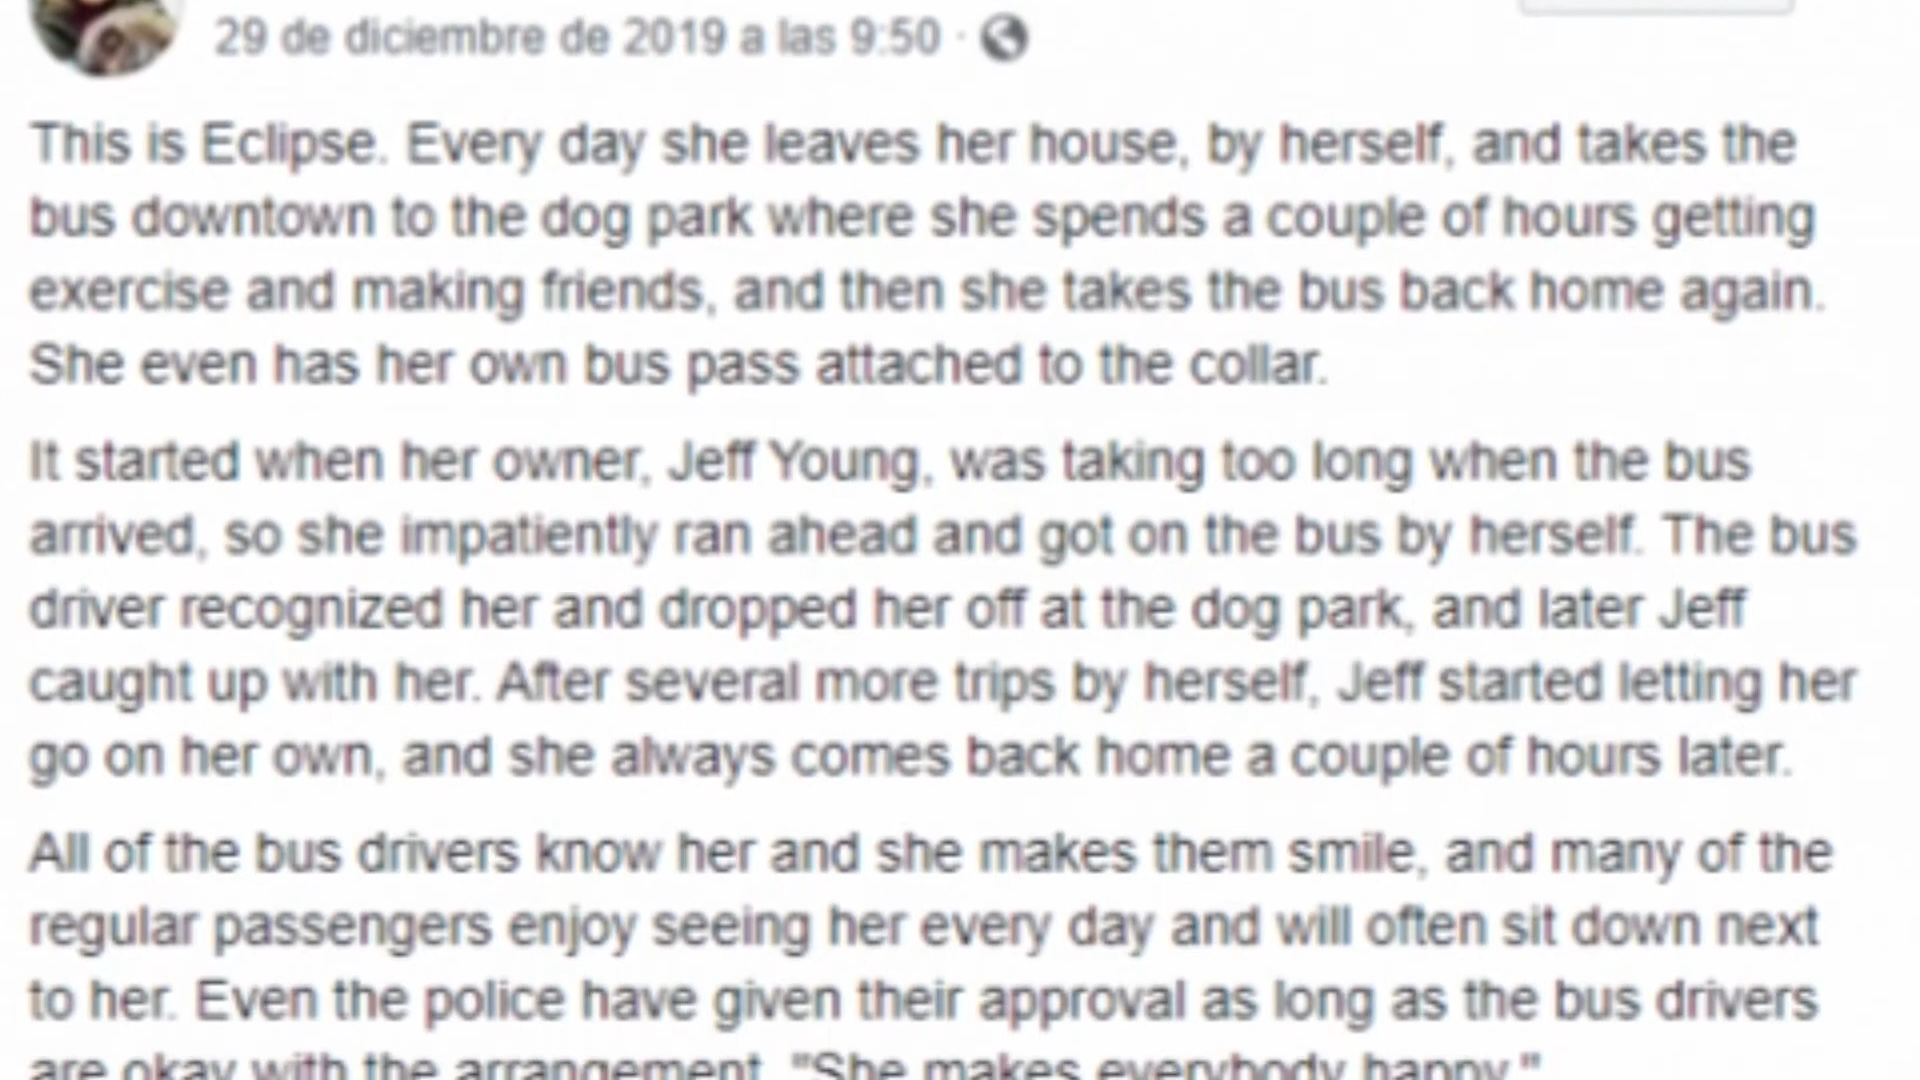 29 de diciembre de 2019 a las 9:50 ·
This is Eclipse. Every day she leaves her house, by herself, and takes the
bus downtown to the dog park where she spends a couple of hours getting
exercise and making friends, and then she takes the bus back home again.
She even has her own bus pass attached to the collar.
It started when her owner, Jeff Young, was taking too long when the bus
arrived, so she impatiently ran ahead and got on the bus by herself. The bus
driver recognized her and dropped her off at the dog park, and later Jeff
caught up with her. After several more trips by herself, Jeff started letting her
go on her own, and she always comes back home a couple of hours later.
All of the bus drivers know her and she makes them smile, and many of the
regular passengers enjoy seeing her every day and will often sit down next
to her. Even the police have given their approval as long as the bus drivers
are okay with the arrangement. "She makes everybody happy."